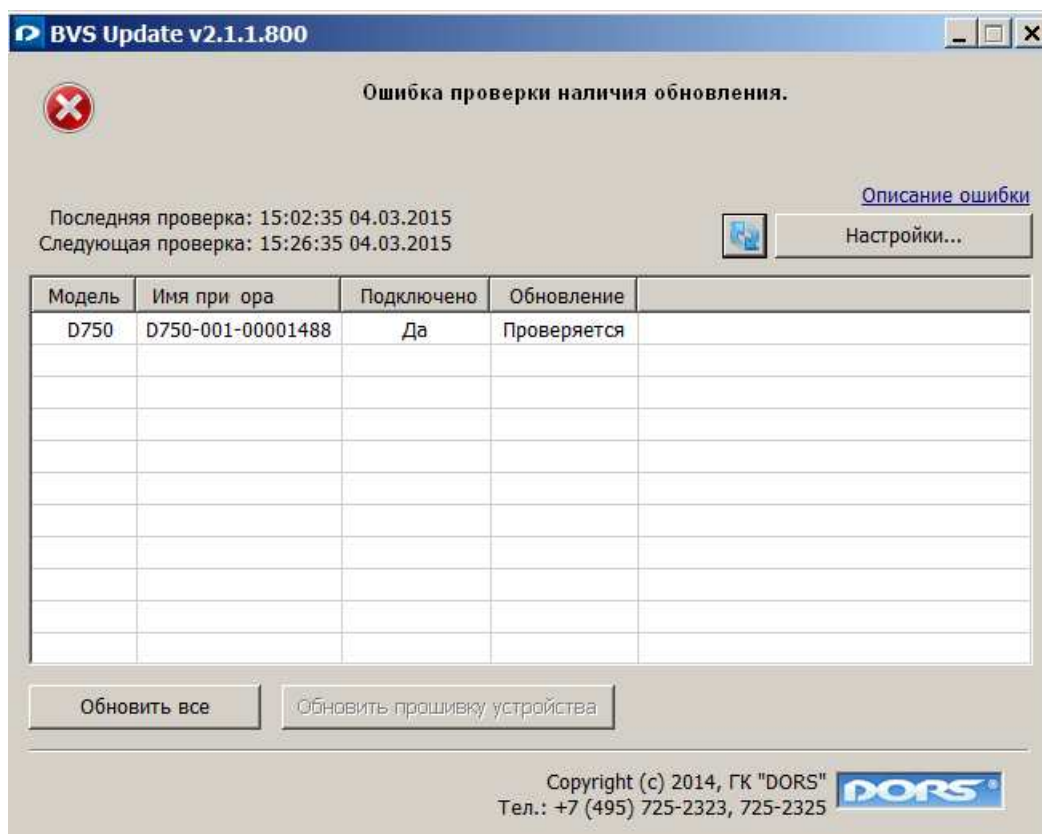 BVS Update v2.1.1.800
Ошибка проверки наличия обновления.
Описание ошибки
Последняя проверка: 15:02:35 04.03.2015
Следующая проверка: 15:26:35 04.03.2015
Настройки...
Модель Имя при ора Подключено Обновление
D750 D750-001-00001488 Да Проверяется
Обновить все Обновить прошивку устройства
Copyright (c) 2014, ГК "DORS"
Тел.: +7 (495) 725-2323, 725-2325
DORS®